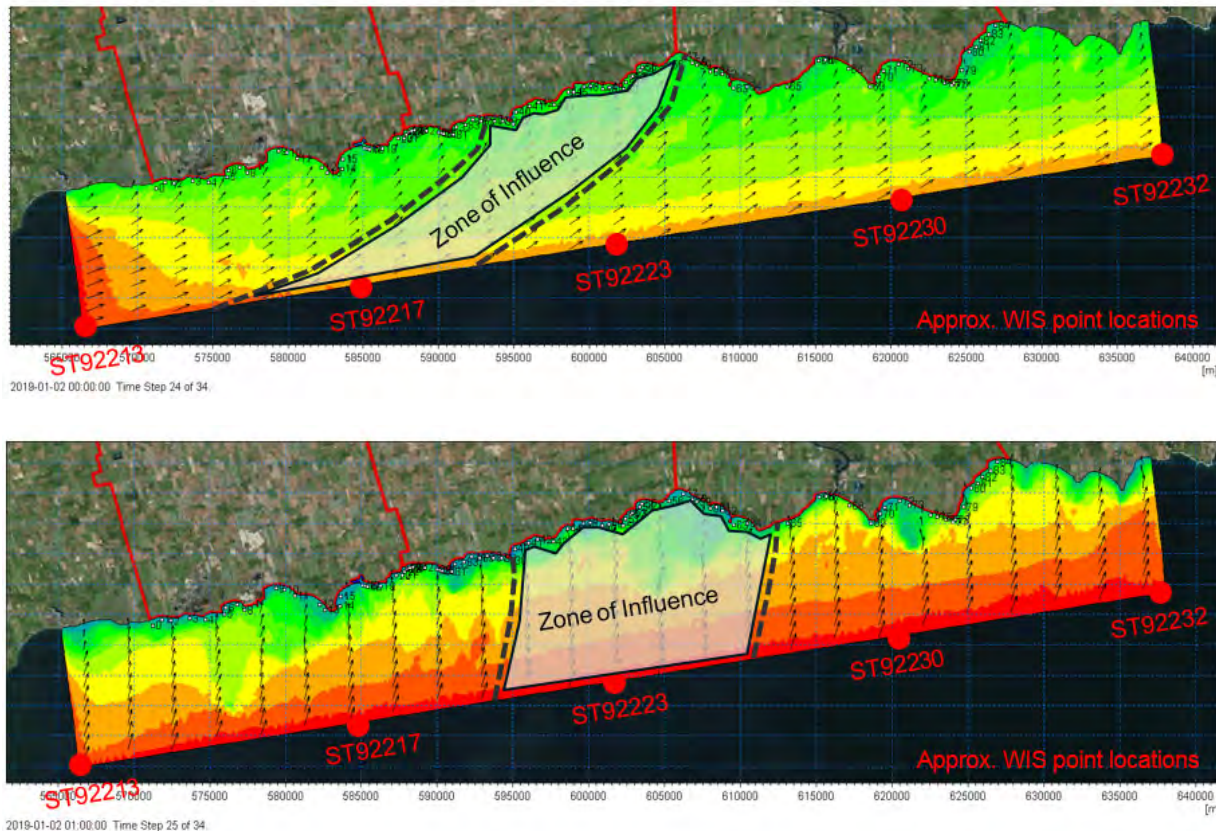 Zone of Influence
ST92232
ST92230
ST92223
ST92217
ST92213
Approx. WIS point locations
565000 570000 575000 580000 585000 590000 595000 600000 605000 610000 615000 620000 625000 630000 635000 640000
[m]
2019-01-02 00:00:00 Time Step 24 of 34.
Zone of Influence
ST92232
ST92230
ST92223
ST92217
ST92213
Approx. WIS point locations
570000 575000 580000 585000 590000 595000 600000 605000 610000 615000 620000 625000 630000 635000 640000
[m
2019-01-02 01:00:00 Time Step 25 of 34.